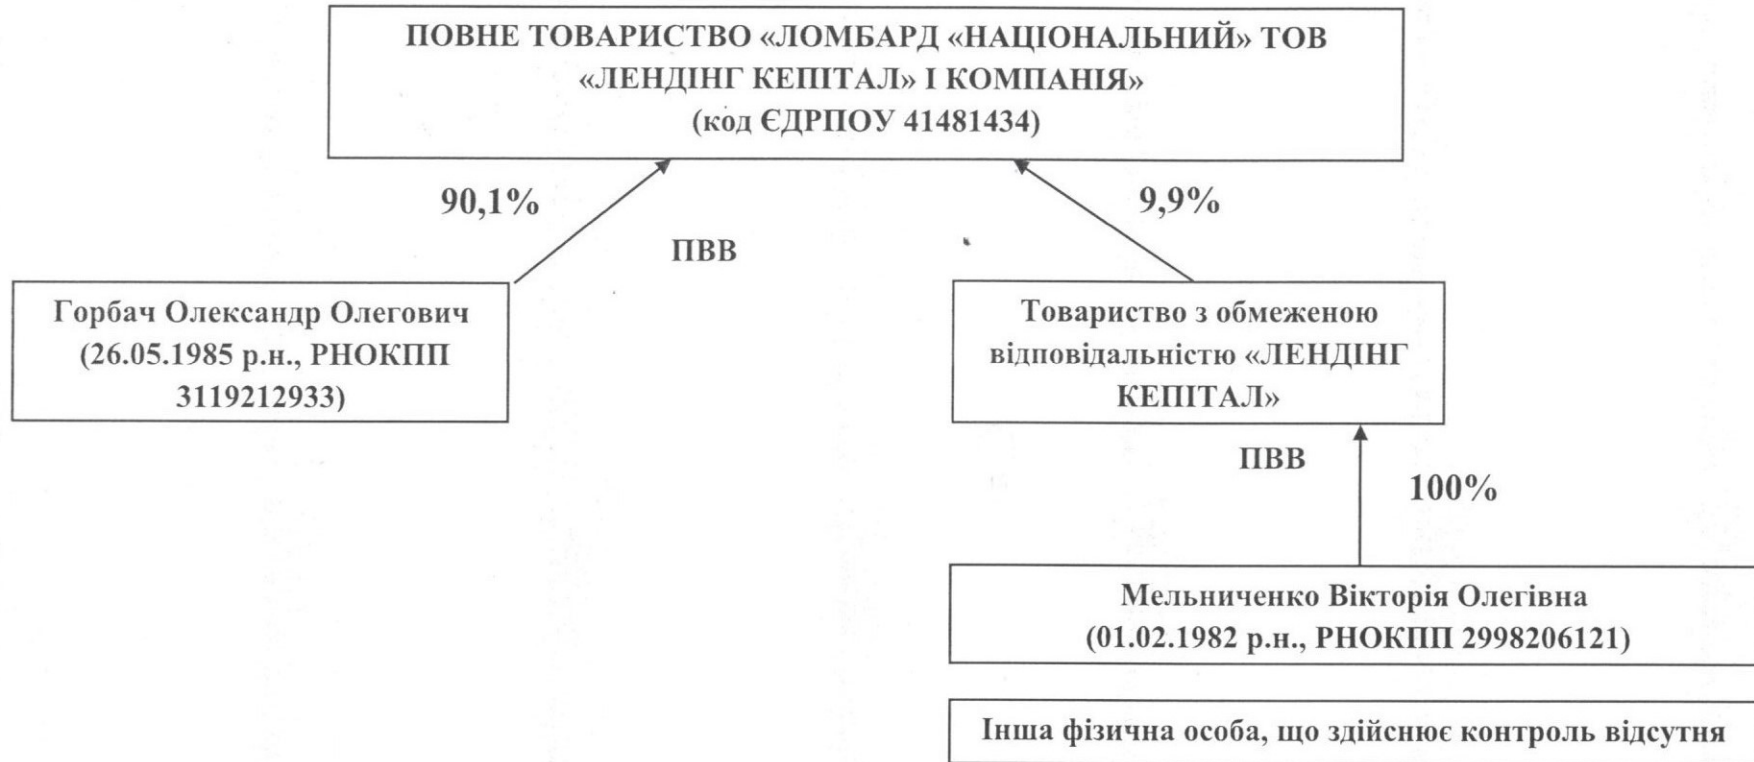 ПОВНЕ ТОВАРИСТВО «ЛОМБАРД «НАЦІОНАЛЬНИЙ» ТОВ
«ЛЕНДІНГ КЕПІТАЛ» І КОМПАНІЯ»
(код ЄДРПОУ 41481434)
90,1%
9,9%
ПВВ
Горбач Олександр Олегович
(26.05.1985 р.н., РНОКПП
3119212933)
Товариство з обмеженою
відповідальністю «ЛЕНДІНГ
КЕПІТАЛ»
ПВВ
100%
Мельниченко Вікторія Олегівна
(01.02.1982 р.н., РНОКПП 2998206121)
Інша фізична особа, що здійснює контроль відсутня